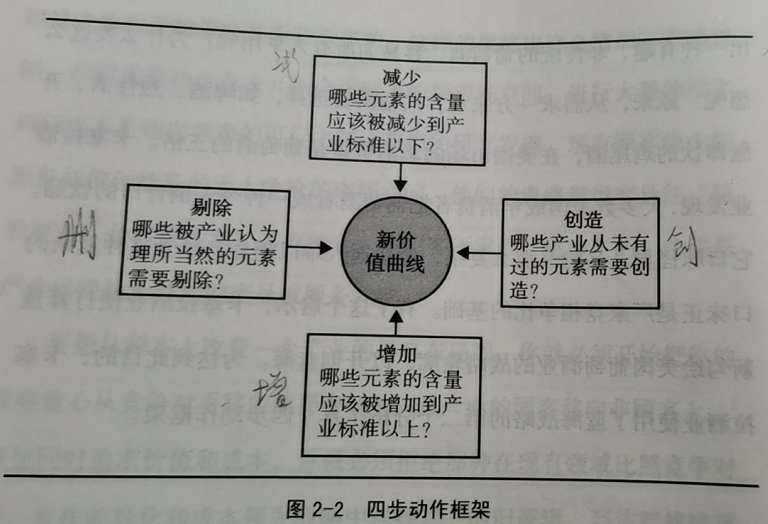 减
减少
哪些元素的含量
应该被减少到产
业标准以下？
删
剔除
哪些被产业认为
理所当然的元素
需要剔除？
新价
值曲线
创造
哪些产业从未有
过的元素需要创
造？
创
增
增加
哪些元素的含量
应该被增加到产
业标准以上？
图 2-2 四步动作框架